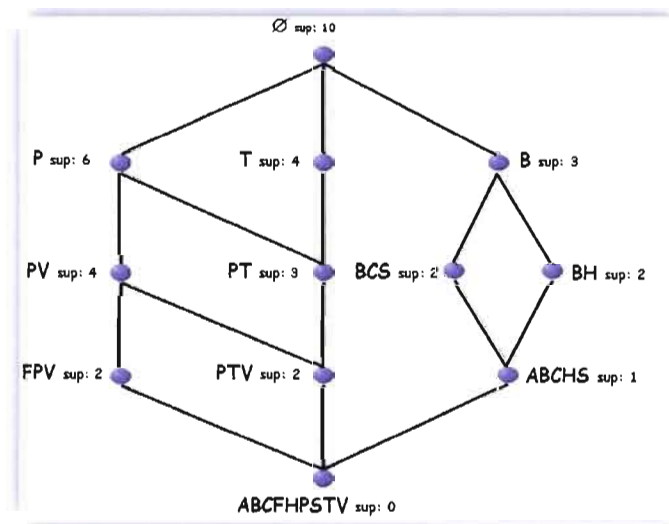 ∅ sup: 10
P sup: 6
T sup: 4
B sup: 3
PV sup: 4
PT sup: 3
BCS sup: 2
BH sup: 2
FPV sup: 2
PTV sup: 2
ABCHS sup: 1
ABCFHPSTV sup: 0